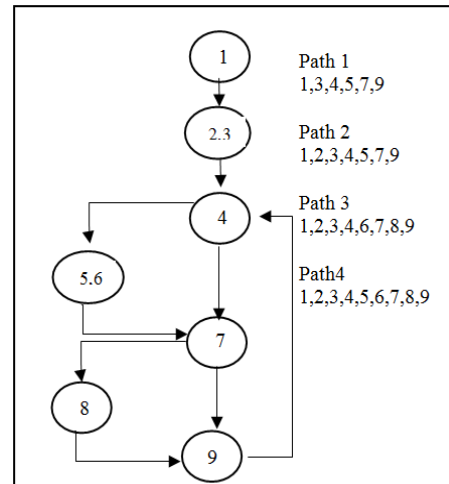 1
Path 1
1,3,4,5,7,9
2.3
Path 2
1,2,3,4,5,7,9
4
Path 3
1,2,3,4,6,7,8,9
5.6
Path4
1,2,3,4,5,6,7,8,9
7
8
9